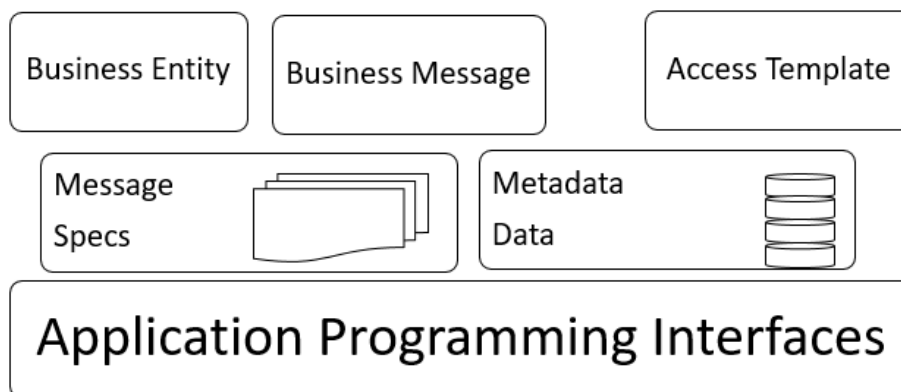 Business Entity
Business Message
Access Template
Message
Specs
Metadata
Data
Application Programming Interfaces